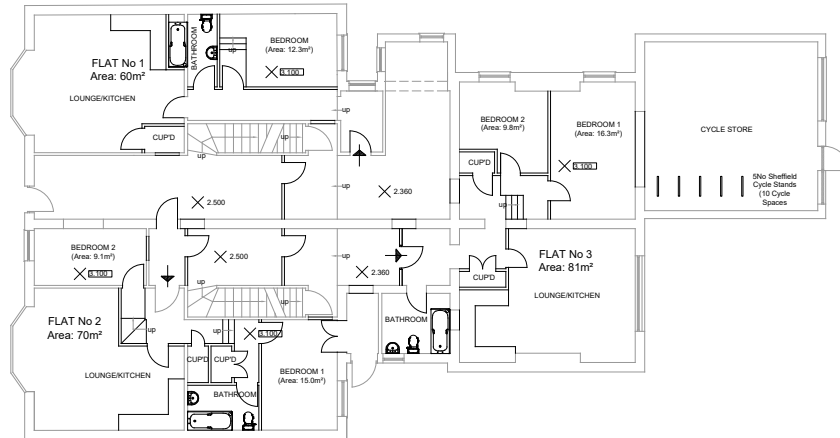 FLAT No 1
Area: 60m²
LOUNGE/KITCHEN
BATHROOM
up
BEDROOM
(Area: 12.3m²)
3.100
up
CUP'D
up
up
2.500
up
2.360
BEDROOM 2
(Area: 9.8m²)
BEDROOM 1
(Area: 16.3m²)
3.100
CUP'D
up
CYCLE STORE
5No Sheffield
Cycle Stands
(10 Cycle
Spaces
BEDROOM 2
(Area: 9.1m²)
3.100
2.500
up
up
up
2.360
FLAT No 3
Area: 81m²
CUP'D
LOUNGE/KITCHEN
FLAT No 2
Area: 70m²
up
LOUNGE/KITCHEN
up
3.100
CUP'D
CUP'D
BEDROOM 1
(Area: 15.0m²)
BATHROOM
BATHROOM